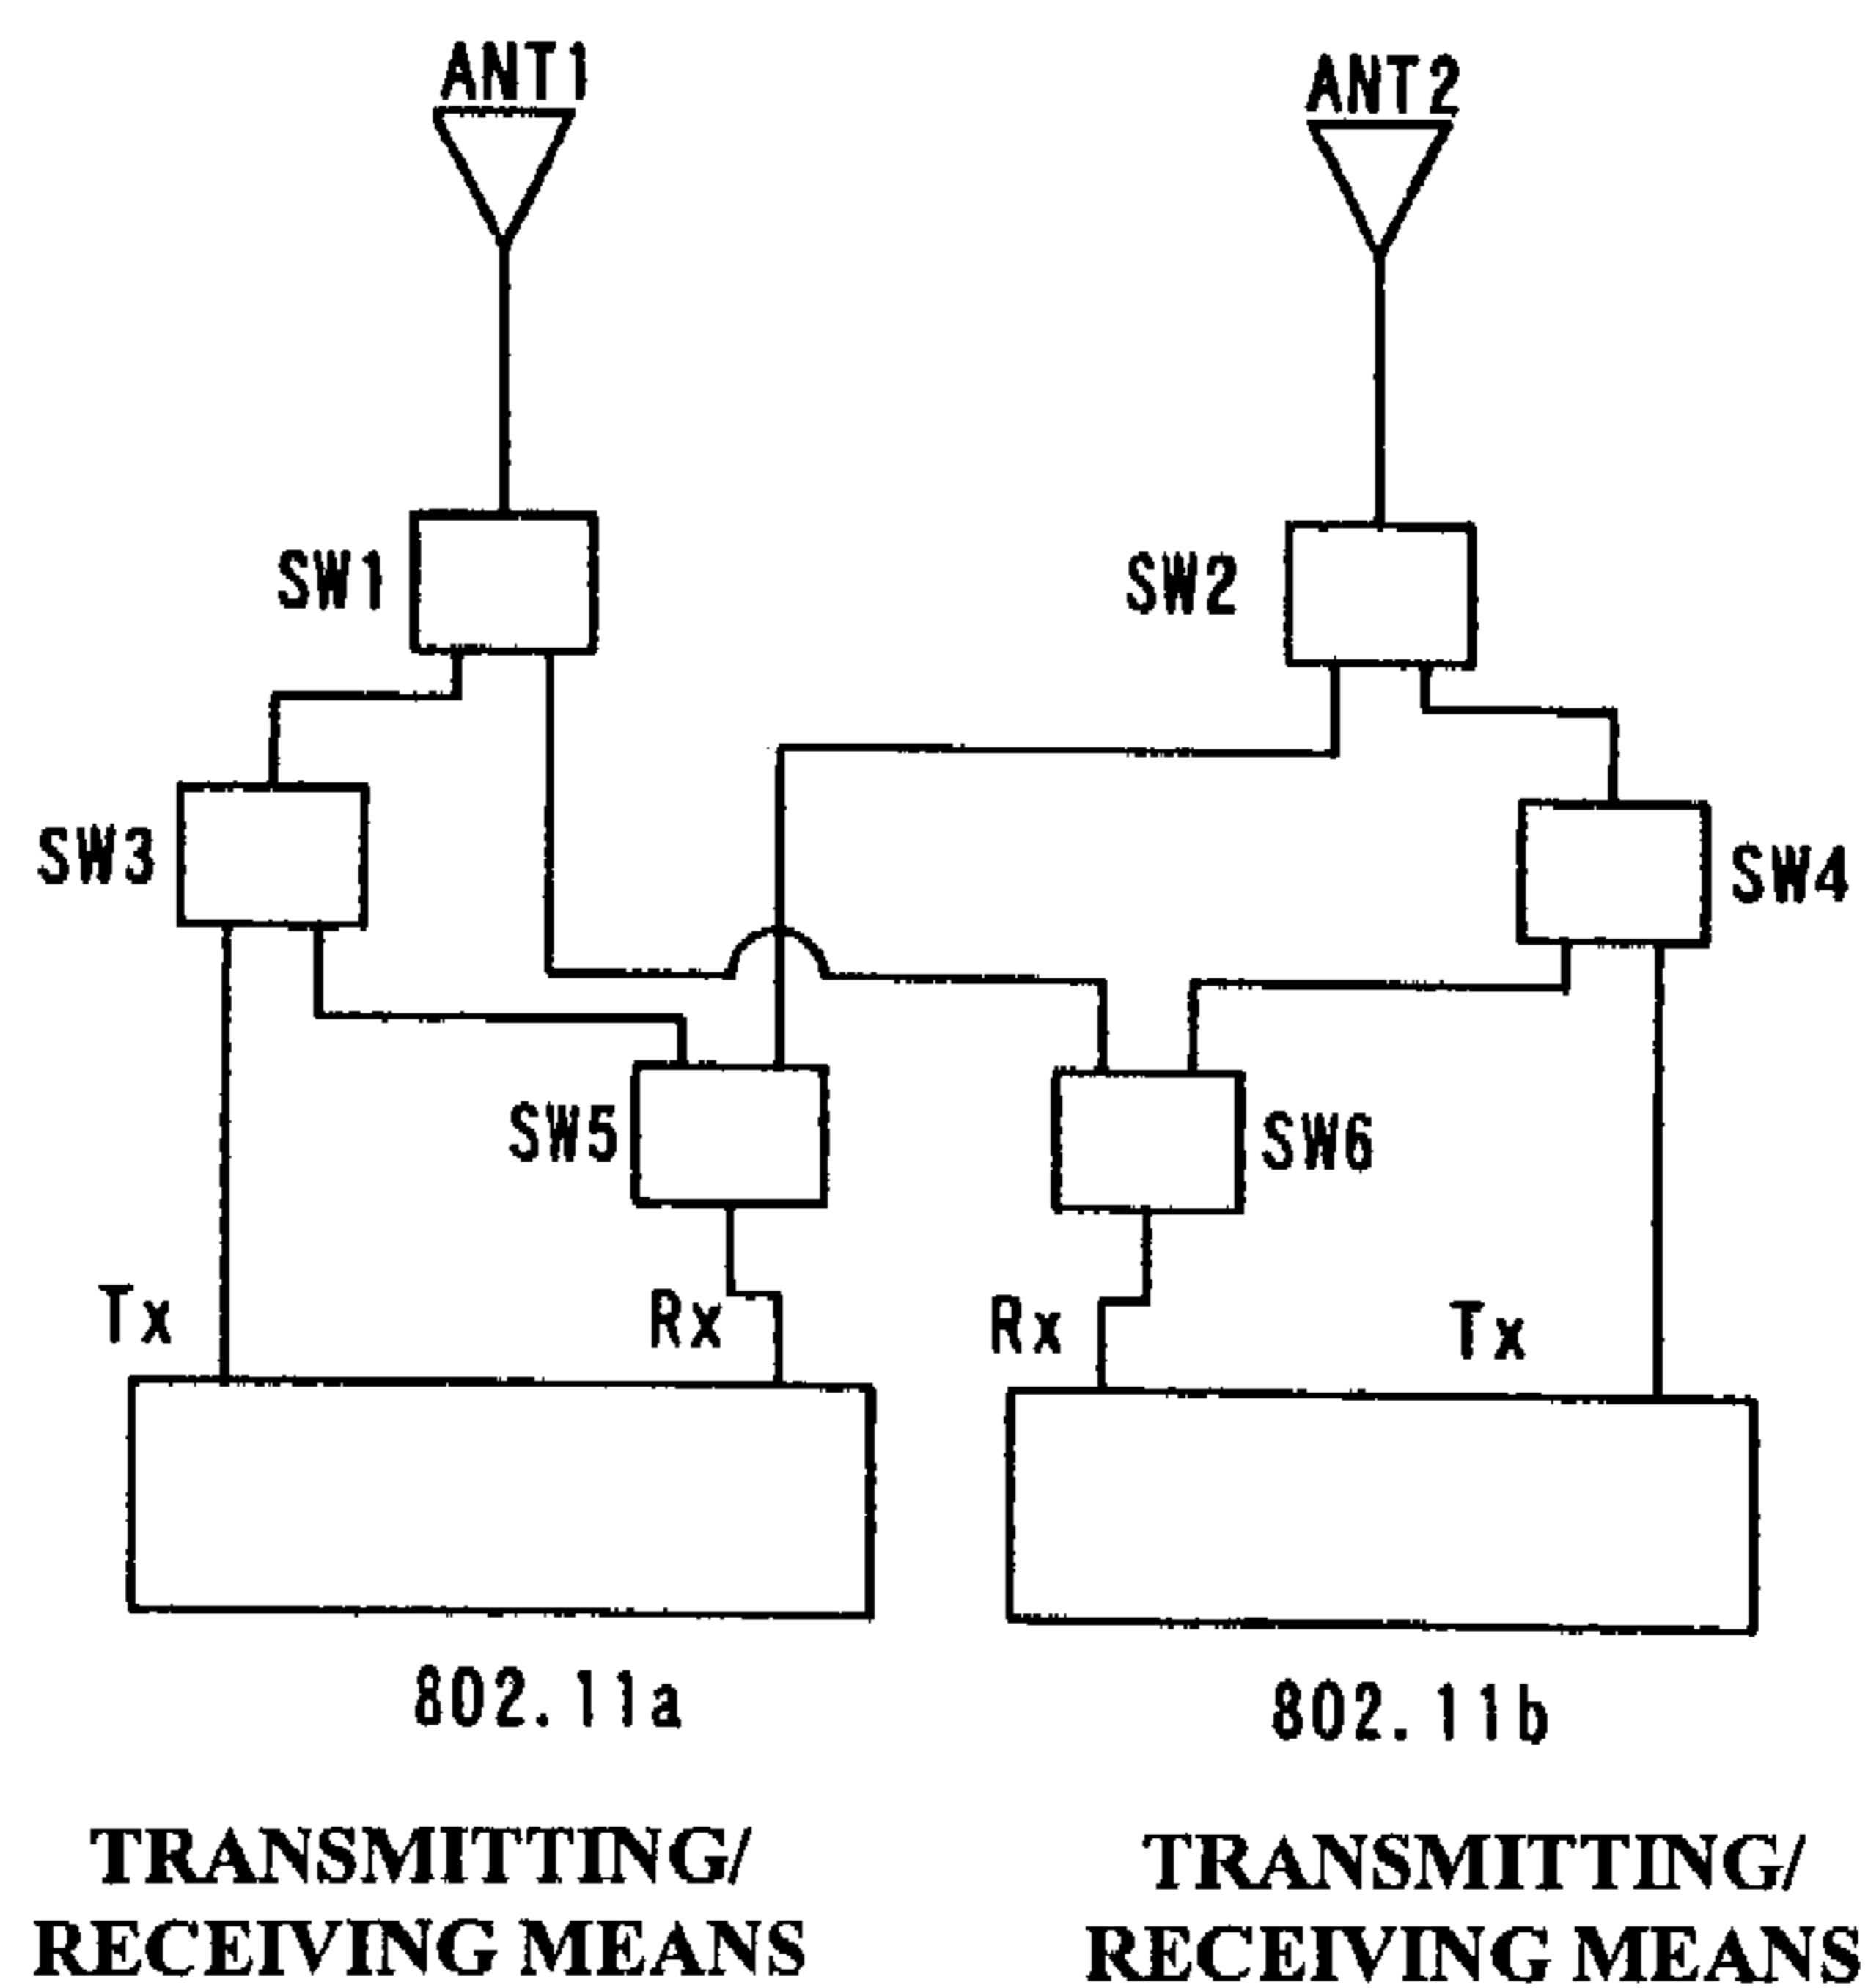 ANT1
ANT2
SW1
SW2
SW3
SW4
SW5
SW6
Tx
Rx
Rx
Tx
802.11a
802.11b
TRANSMITTING/
RECEIVING MEANS
TRANSMITTING/
RECEIVING MEANS